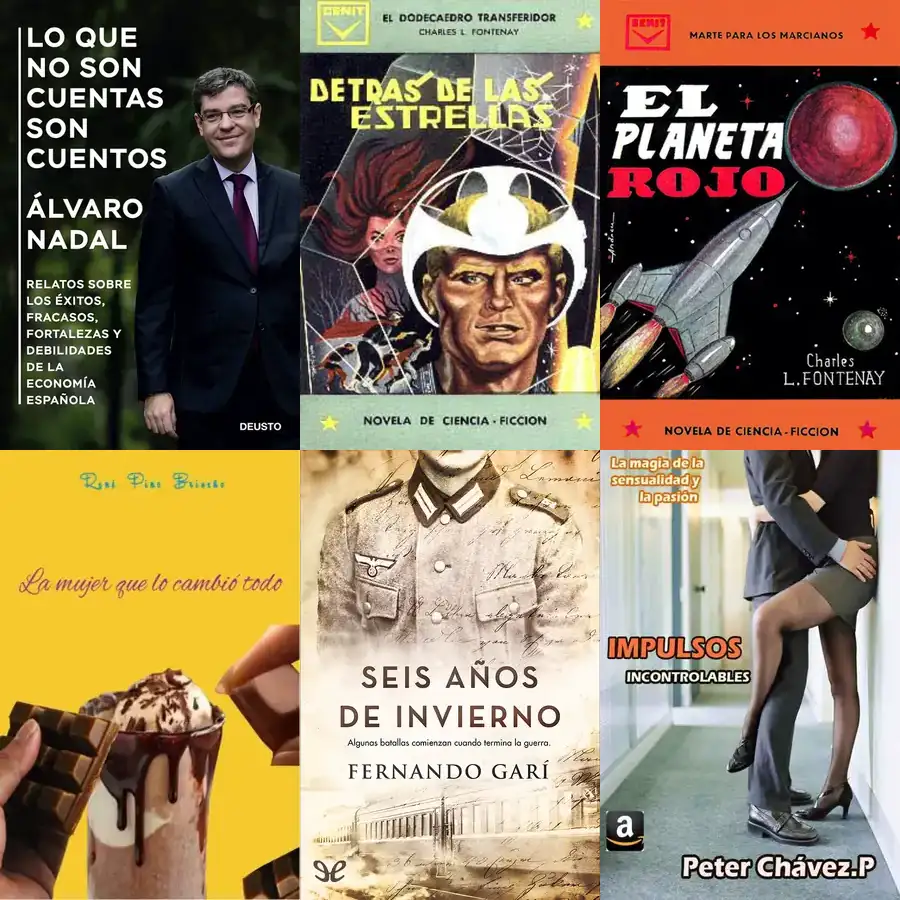 LO QUE
NO SON
CUENTAS
SON
CUENTOS
ÁLVARO
NADAL
RELATOS SOBRE
LOS ÉXITOS,
FRACASOS,
FORTALEZAS Y
DEBILIDADES
DE LA
ECONOMÍA
ESPAÑOLA
DEUSTO
CENIT
EL DODECAEDRO TRANSFERIDOR
CHARLES L. FONTENAY
DETRAS DE LAS
ESTRELLAS
NOVELA DE CIENCIA-FICCION
CENIT
MARTE PARA LOS MARCIANOS
EL
PLANETA
ROJO
Charles
L. FONTENAY
NOVELA DE CIENCIA-FICCION
La mujer que lo cambió todo
SEIS AÑOS
DE INVIERNO
Algunas batallas comienzan cuando termina la guerra.
FERNANDO GARÍ
La magia de la
sensualidad y
la pasión
IMPULSOS
INCONTROLABLES
a
Peter Chávez.P